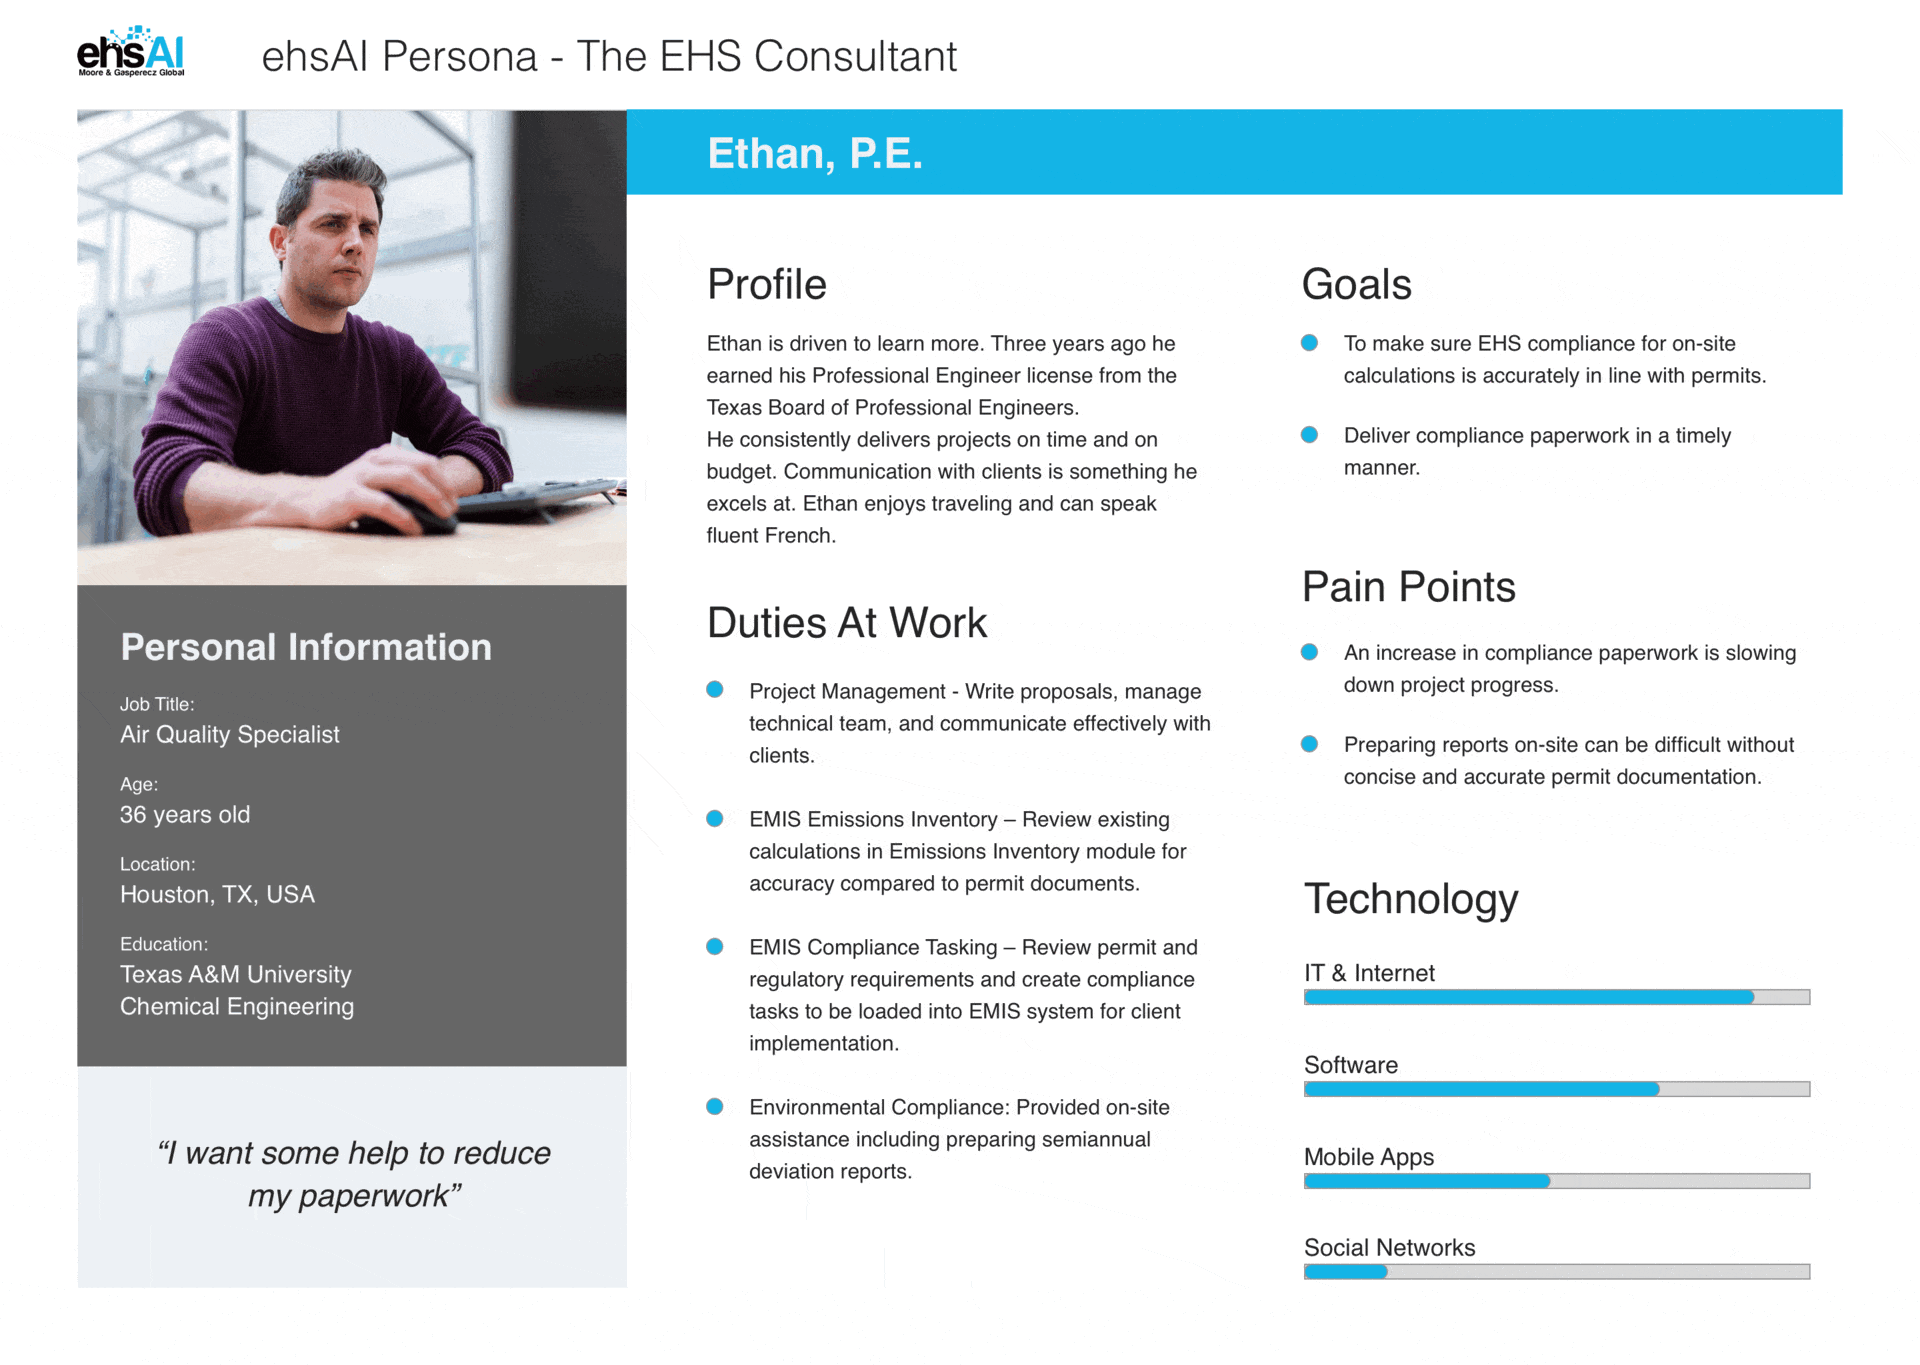 ehsAI
Moore & Gasperecz Global
ehsAI Persona - The EHS Consultant
Ethan, P.E.
Personal Information
Job Title:
Air Quality Specialist
Age:
36 years old
Location:
Houston, TX, USA
Education:
Texas A&M University
Chemical Engineering
“I want some help to reduce
my paperwork”
Profile
Ethan is driven to learn more. Three years ago he
earned his Professional Engineer license from the
Texas Board of Professional Engineers.
He consistently delivers projects on time and on
budget. Communication with clients is something he
excels at. Ethan enjoys traveling and can speak
fluent French.
Duties At Work
Project Management - Write proposals, manage
technical team, and communicate effectively with
clients.
EMIS Emissions Inventory – Review existing
calculations in Emissions Inventory module for
accuracy compared to permit documents.
EMIS Compliance Tasking – Review permit and
regulatory requirements and create compliance
tasks to be loaded into EMIS system for client
implementation.
Environmental Compliance: Provided on-site
assistance including preparing semiannual
deviation reports.
Goals
To make sure EHS compliance for on-site
calculations is accurately in line with permits.
Deliver compliance paperwork in a timely
manner.
Pain Points
An increase in compliance paperwork is slowing
down project progress.
Preparing reports on-site can be difficult without
concise and accurate permit documentation.
Technology
IT & Internet
Software
Mobile Apps
Social Networks